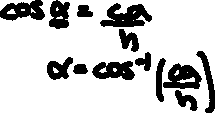 cos α = ca/h
α = cos⁻¹ (ca/h)